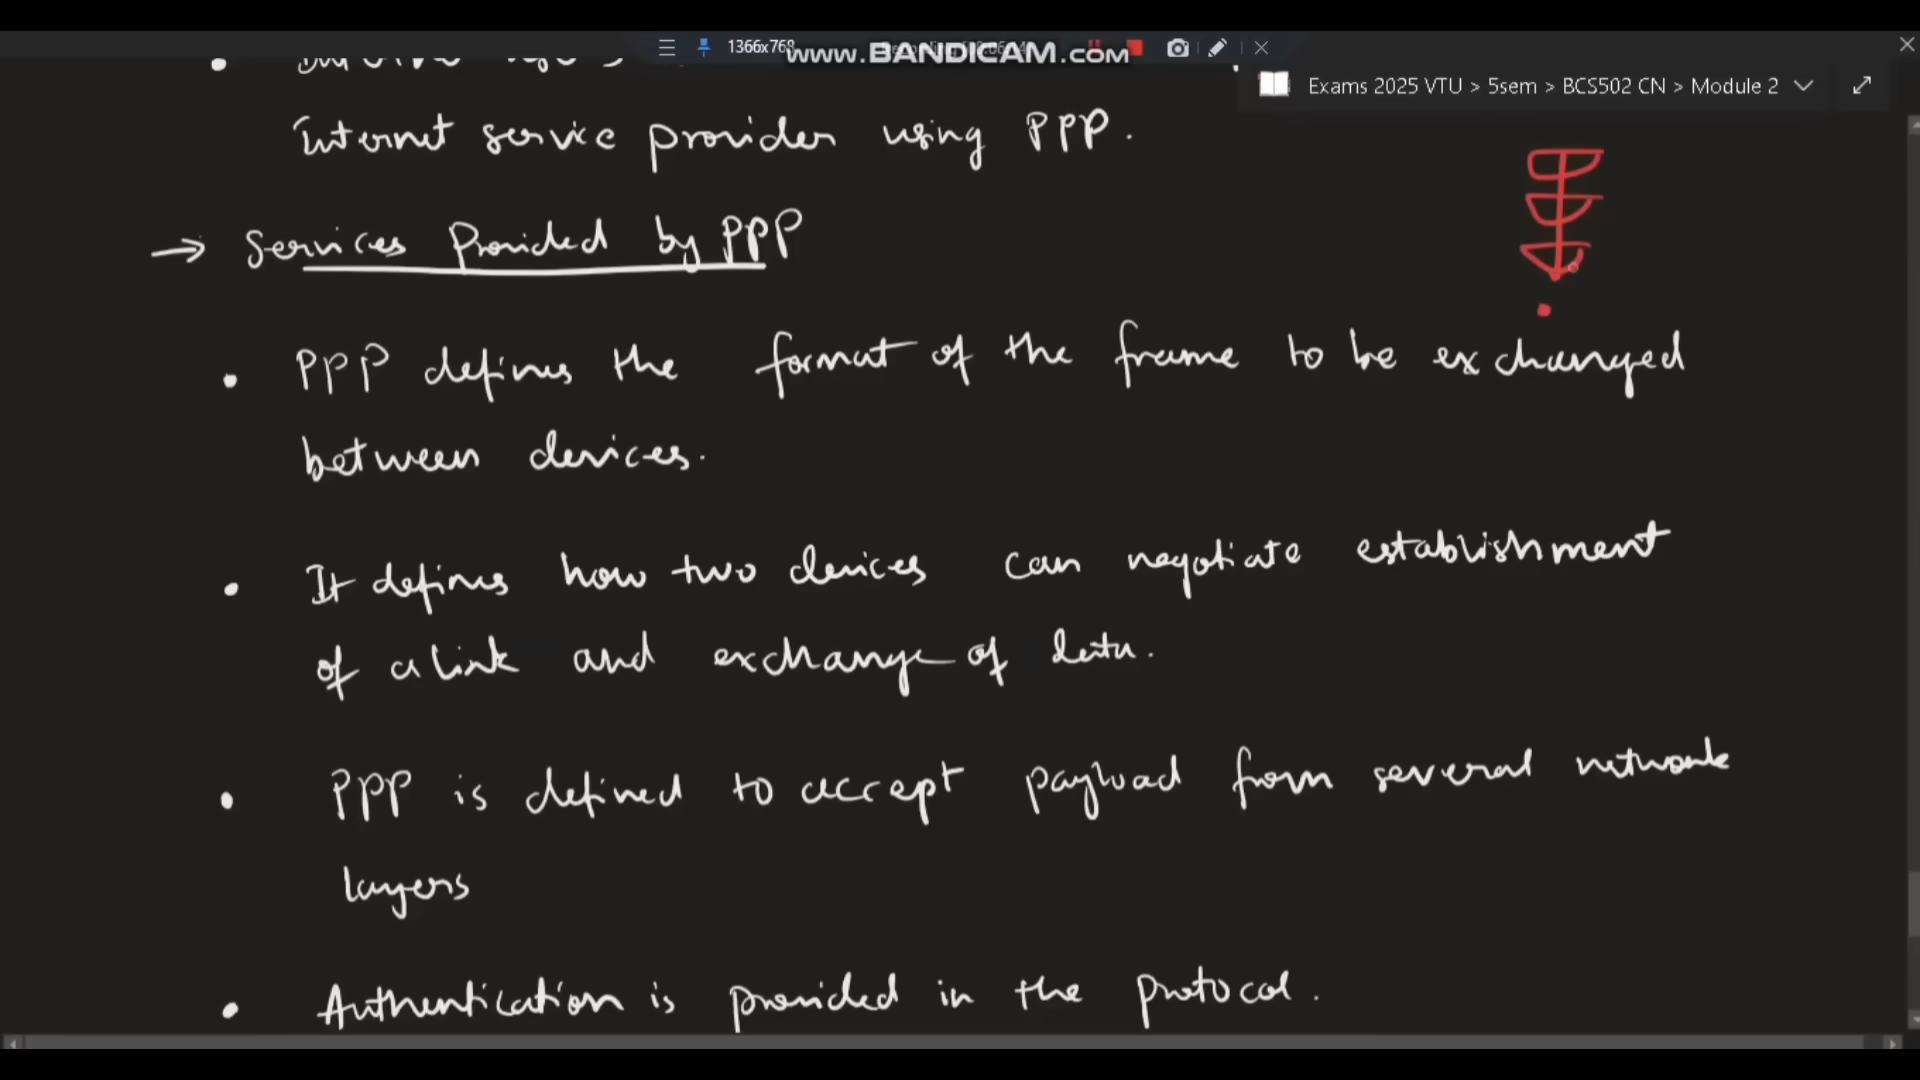 1366x768
www.BANDICAM.com
Exams 2025 VTU > 5sem > BCS502 CN > Module 2
Internet service provider using PPP.
→ Services Provided by PPP
• PPP defines the format of the frame to be exchanged
between devices.
• It defines how two devices can negotiate establishment
of a link and exchange of data.
• PPP is defined to accept payload from several network
layers
• Authentication is provided in the protocol.